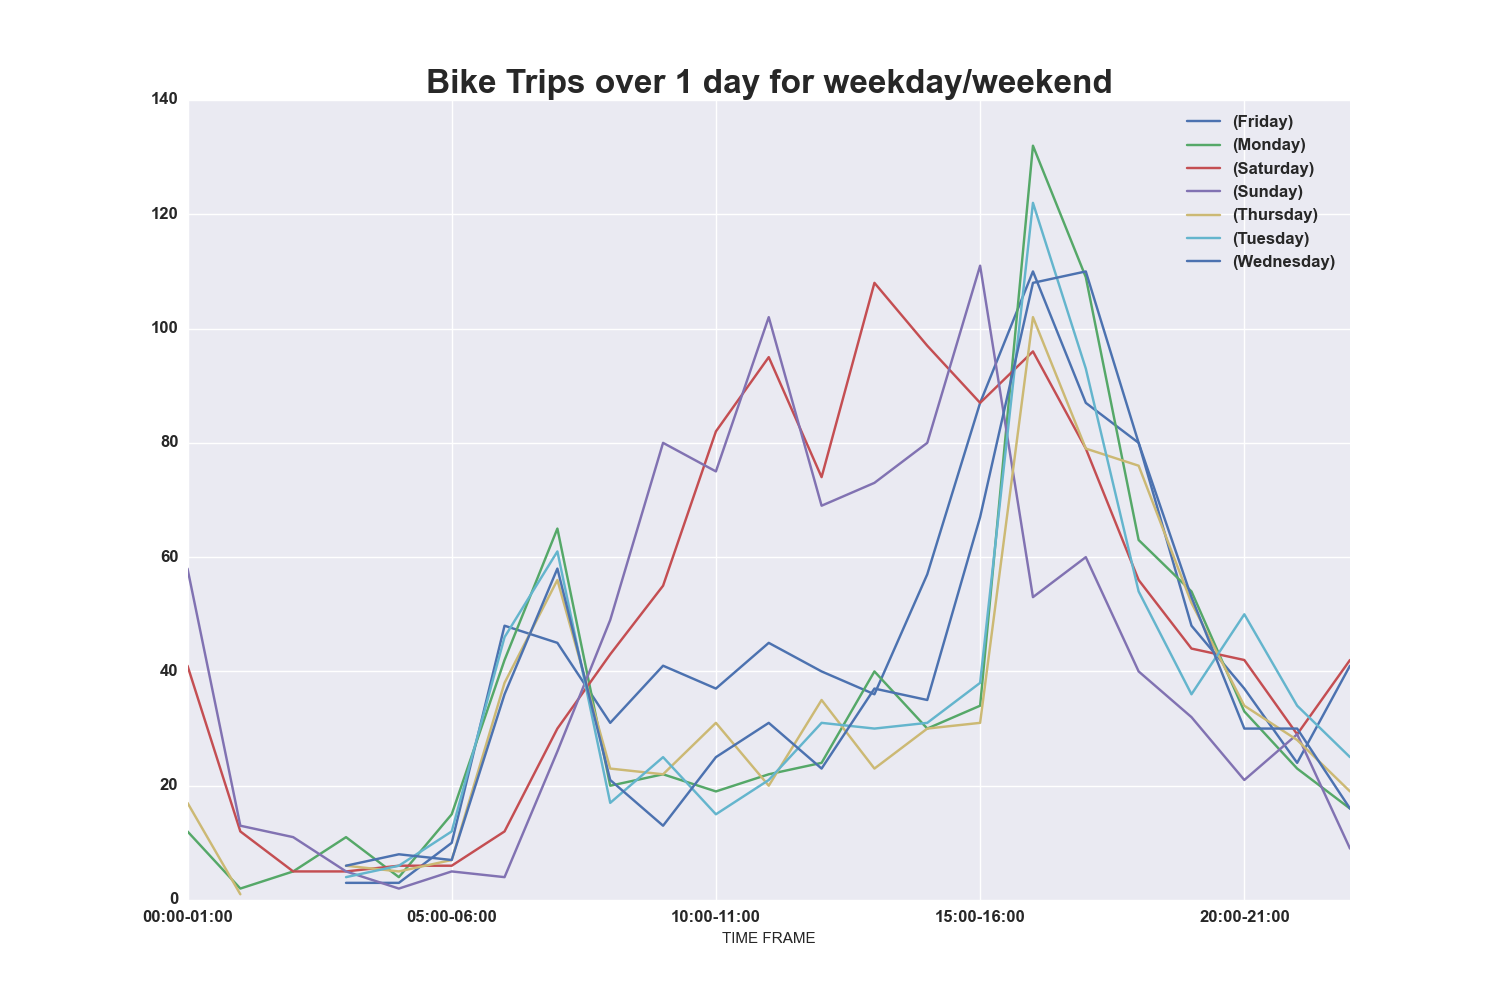 Bike Trips over 1 day for weekday/weekend
140
120
100
80
60
40
20
0
(Friday)
(Monday)
(Saturday)
(Sunday)
(Thursday)
(Tuesday)
(Wednesday)
00:00-01:00 05:00-06:00 10:00-11:00 15:00-16:00 20:00-21:00
TIME FRAME